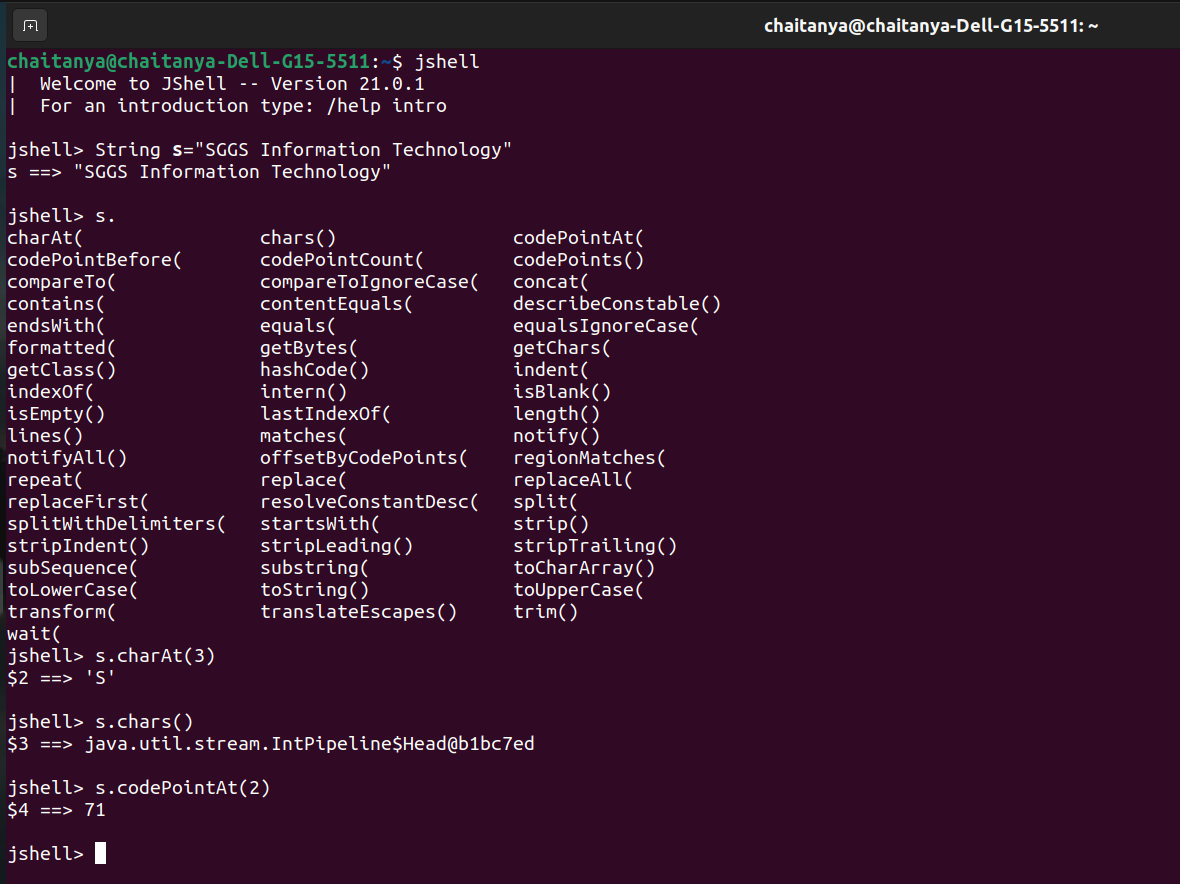 chaitanya@chaitanya-Dell-G15-5511: ~
chaitanya@chaitanya-Dell-G15-5511:~$ jshell
|  Welcome to JShell -- Version 21.0.1
|  For an introduction type: /help intro
jshell> String s="SGGS Information Technology"
s ==> "SGGS Information Technology"
jshell> s.
charAt(                chars()                codePointAt(
codePointBefore(       codePointCount(        codePoints()
compareTo(             compareToIgnoreCase(   concat(
contains(              contentEquals(         describeConstable()
endsWith(              equals(                equalsIgnoreCase(
formatted(             getBytes(              getChars(
getClass()             hashCode()             indent(
indexOf(               intern()               isBlank()
isEmpty()              lastIndexOf(           length()
lines()                matches(               notify()
notifyAll()            offsetByCodePoints(    regionMatches(
repeat(                replace(               replaceAll(
replaceFirst(          resolveConstantDesc(   split(
splitWithDelimiters(   startsWith(            strip()
stripIndent()          stripLeading()         stripTrailing()
subSequence(           substring(             toCharArray()
toLowerCase(           toString()             toUpperCase(
transform(             translateEscapes()     trim()
wait(
jshell> s.charAt(3)
$2 ==> 'S'
jshell> s.chars()
$3 ==> java.util.stream.IntPipeline$Head@b1bc7ed
jshell> s.codePointAt(2)
$4 ==> 71
jshell>